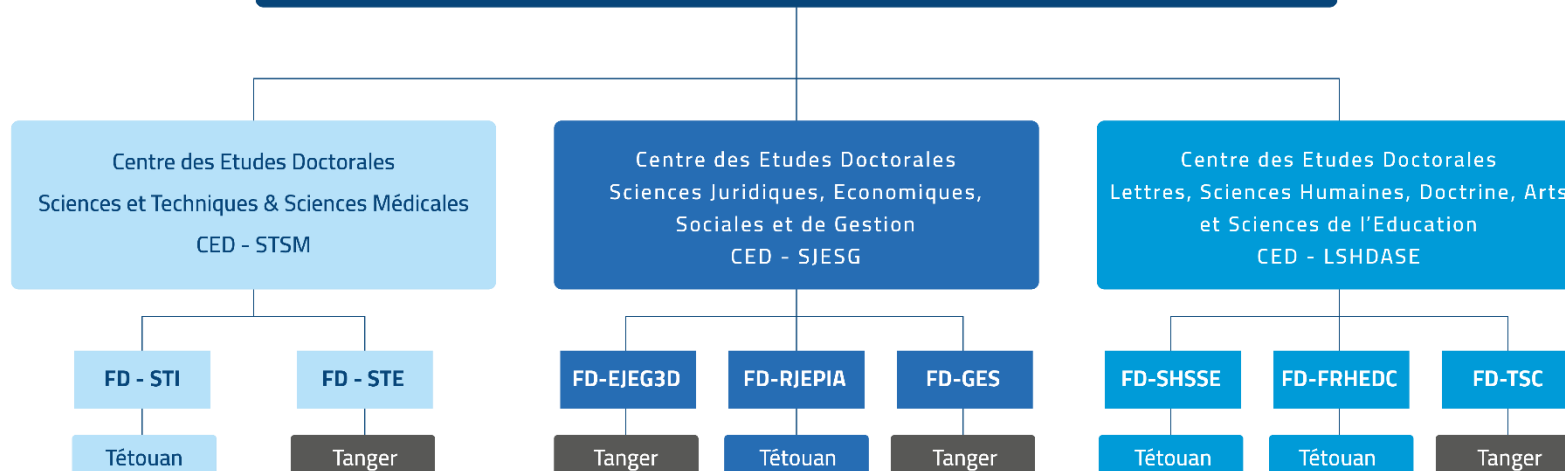 Centre des Etudes Doctorales
Sciences et Techniques & Sciences Médicales
CED - STSM
Centre des Etudes Doctorales
Sciences Juridiques, Economiques,
Sociales et de Gestion
CED - SJESG
Centre des Etudes Doctorales
Lettres, Sciences Humaines, Doctrine, Arts
et Sciences de l’Education
CED - LSHDASE
FD - STI
FD - STE
FD-EJEG3D
FD-RJEPIA
FD-GES
FD-SHSSE
FD-FRHEDC
FD-TSC
Tétouan
Tanger
Tanger
Tétouan
Tanger
Tétouan
Tétouan
Tanger